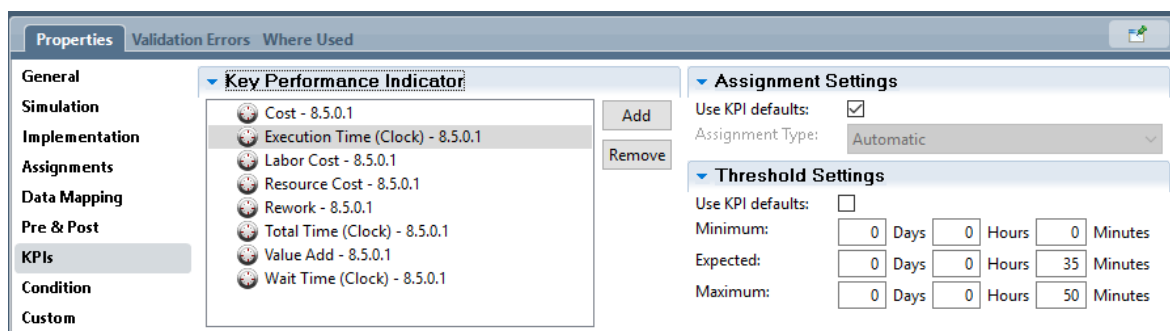 Properties Validation Errors Where Used
General
Simulation
Implementation
Assignments
Data Mapping
Pre & Post
KPIs
Condition
Custom
Key Performance Indicator
Cost - 8.5.0.1
Execution Time (Clock) - 8.5.0.1
Labor Cost - 8.5.0.1
Resource Cost - 8.5.0.1
Rework - 8.5.0.1
Total Time (Clock) - 8.5.0.1
Value Add - 8.5.0.1
Wait Time (Clock) - 8.5.0.1
Add
Remove
Assignment Settings
Use KPI defaults:
Assignment Type: Automatic
Threshold Settings
Use KPI defaults:
Minimum: 0 Days 0 Hours 0 Minutes
Expected: 0 Days 0 Hours 35 Minutes
Maximum: 0 Days 0 Hours 50 Minutes